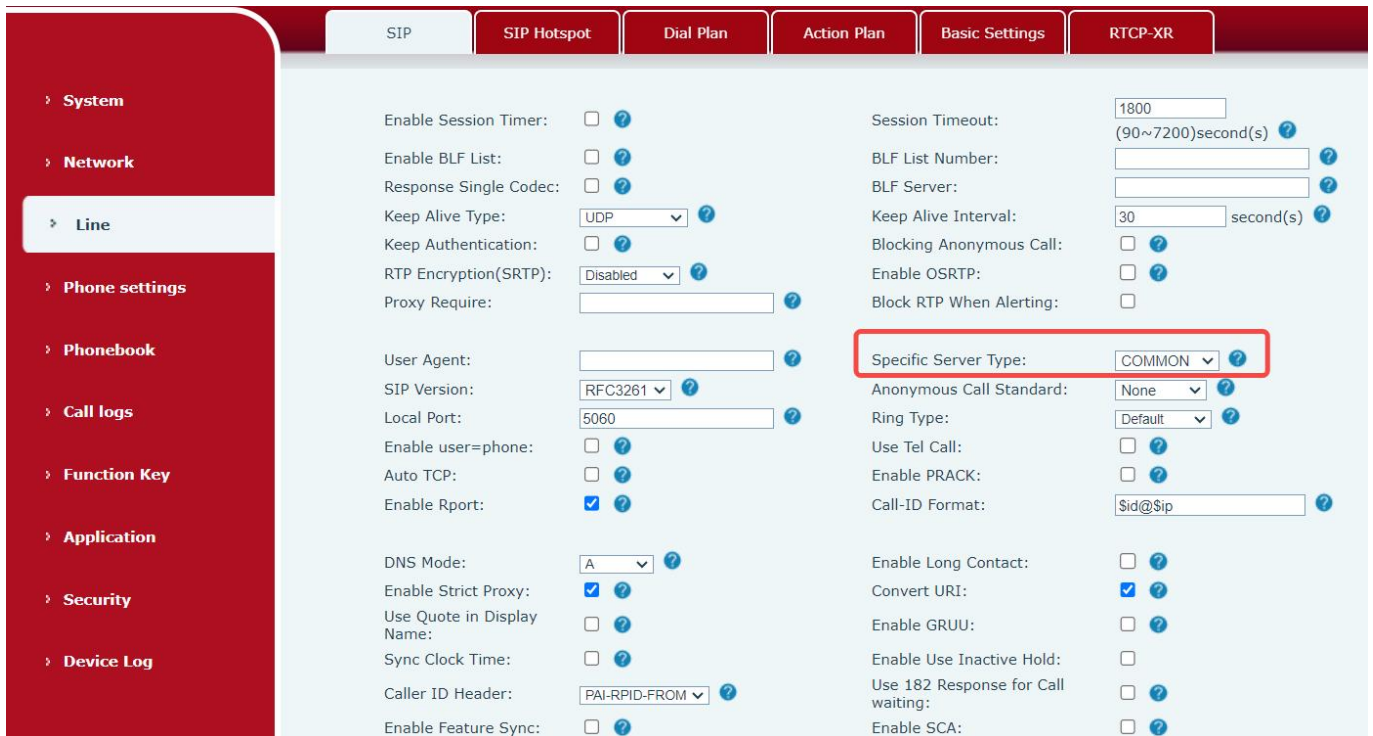 SIP
SIP Hotspot
Dial Plan
Action Plan
Basic Settings
RTCP-XR
System
Network
Line
Phone settings
Phonebook
Call logs
Function Key
Application
Security
Device Log
Enable Session Timer:
Session Timeout: 1800
(90~7200)second(s)
Enable BLF List:
BLF List Number:
Response Single Codec:
BLF Server:
Keep Alive Type: UDP
Keep Alive Interval: 30 second(s)
Keep Authentication:
Blocking Anonymous Call:
RTP Encryption(SRTP): Disabled
Enable OSRTP:
Proxy Require:
Block RTP When Alerting:
User Agent:
Specific Server Type: COMMON
SIP Version: RFC3261
Anonymous Call Standard: None
Local Port: 5060
Ring Type: Default
Enable user=phone:
Use Tel Call:
Auto TCP:
Enable PRACK:
Enable Rport:
Call-ID Format: $id@$ip
DNS Mode: A
Enable Long Contact:
Enable Strict Proxy:
Convert URI:
Use Quote in Display
Name:
Enable GRUU:
Sync Clock Time:
Enable Use Inactive Hold:
Caller ID Header: PAI-RPID-FROM
Use 182 Response for Call
waiting:
Enable Feature Sync:
Enable SCA: